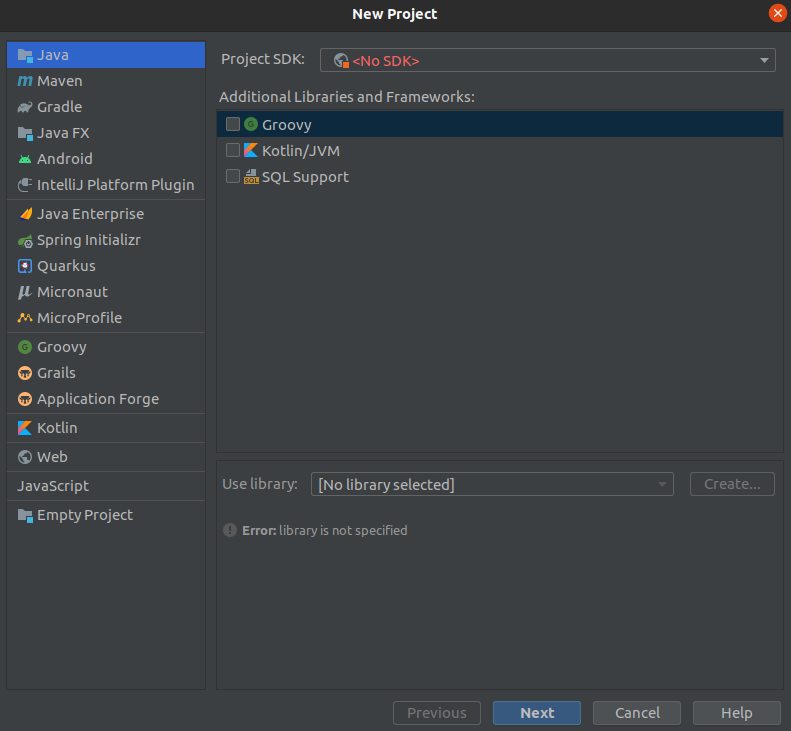 New Project
Java
Maven
Gradle
Java FX
Android
IntelliJ Platform Plugin
Java Enterprise
Spring Initializr
Quarkus
Micronaut
MicroProfile
Groovy
Grails
Application Forge
Kotlin
Web
JavaScript
Empty Project
Project SDK: <No SDK>
Additional Libraries and Frameworks:
Groovy
Kotlin/JVM
SQL Support
Use library: [No library selected] Create...
Error: library is not specified
Previous Next Cancel Help